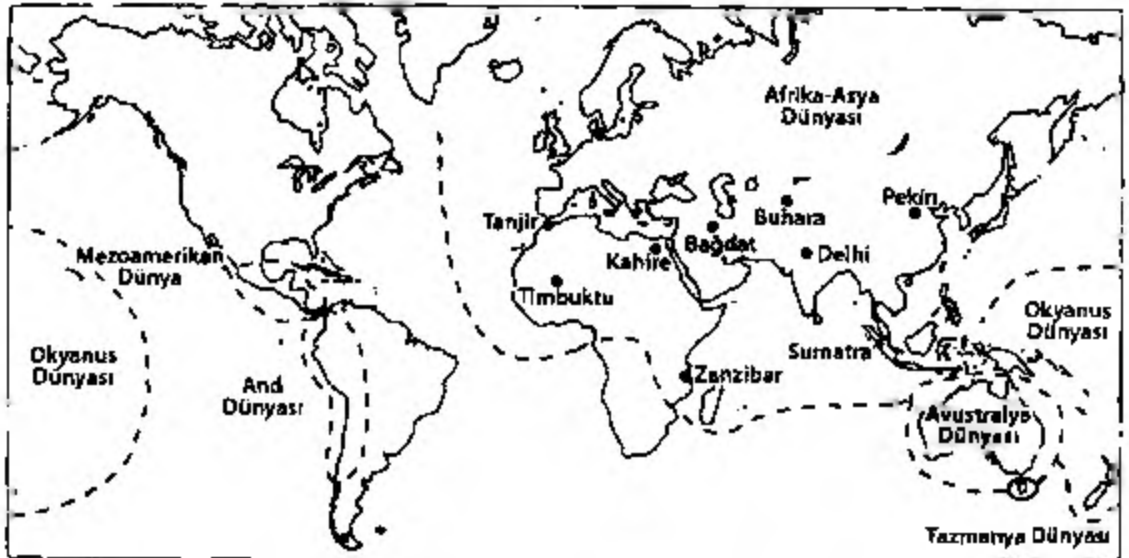 Afrika-Asya
Dünyası
Pekin
Buhara
Tanjir
Bağdat
Delhi
Kahire
Mezoamerikan
Dünya
Timbuktu
Okyanus
Dünyası
Sumatra
Okyanus
Dünyası
And
Dünyası
Zanzibar
Avustralya
Dünyası
Tazmanya Dünyası